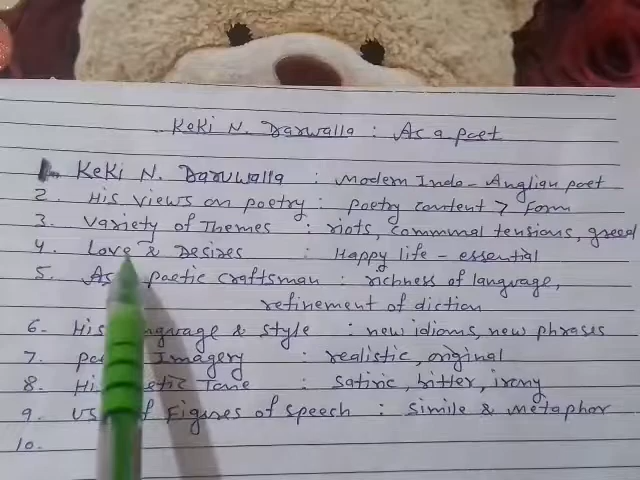 Keki N. Daruwalla : As a poet
1. Keki N. Daruwalla : Modern Indo-Anglian poet
2. His views on poetry : Poetry content > Form
3. Variety of Themes : riots, communal tensions, greed
4. Love & Desires : Happy life - essential
5. As poetic craftsman : richness of language,
refinement of diction
6. His & style : new idioms, new phrases
7. Imagery : realistic, original
8. Tone : satiric, bitter, irony
9. Figures of speech : Simile & Metaphor
10.